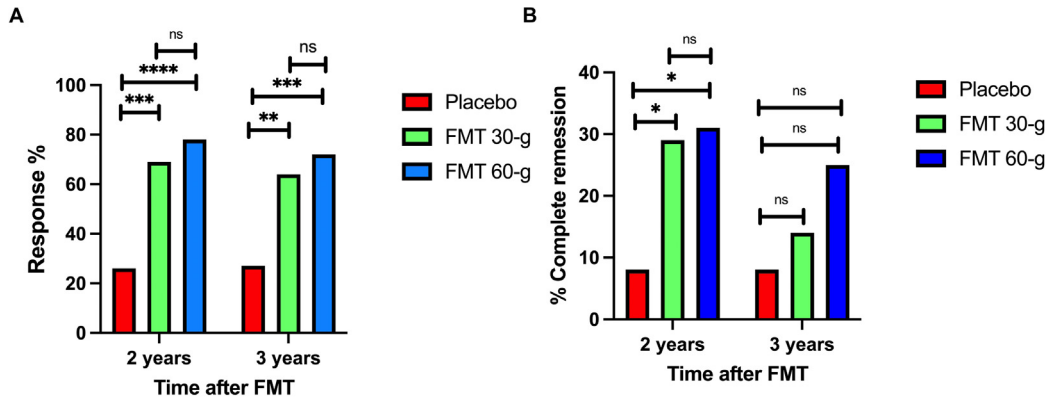 A
ns
ns
****
***
***
**
100
80
60
40
20
0
Response %
2 years
3 years
Time after FMT
Placebo
FMT 30-g
FMT 60-g
B
ns
*
*
ns
ns
ns
40
30
20
10
0
% Complete remession
2 years
3 years
Time after FMT
Placebo
FMT 30-g
FMT 60-g